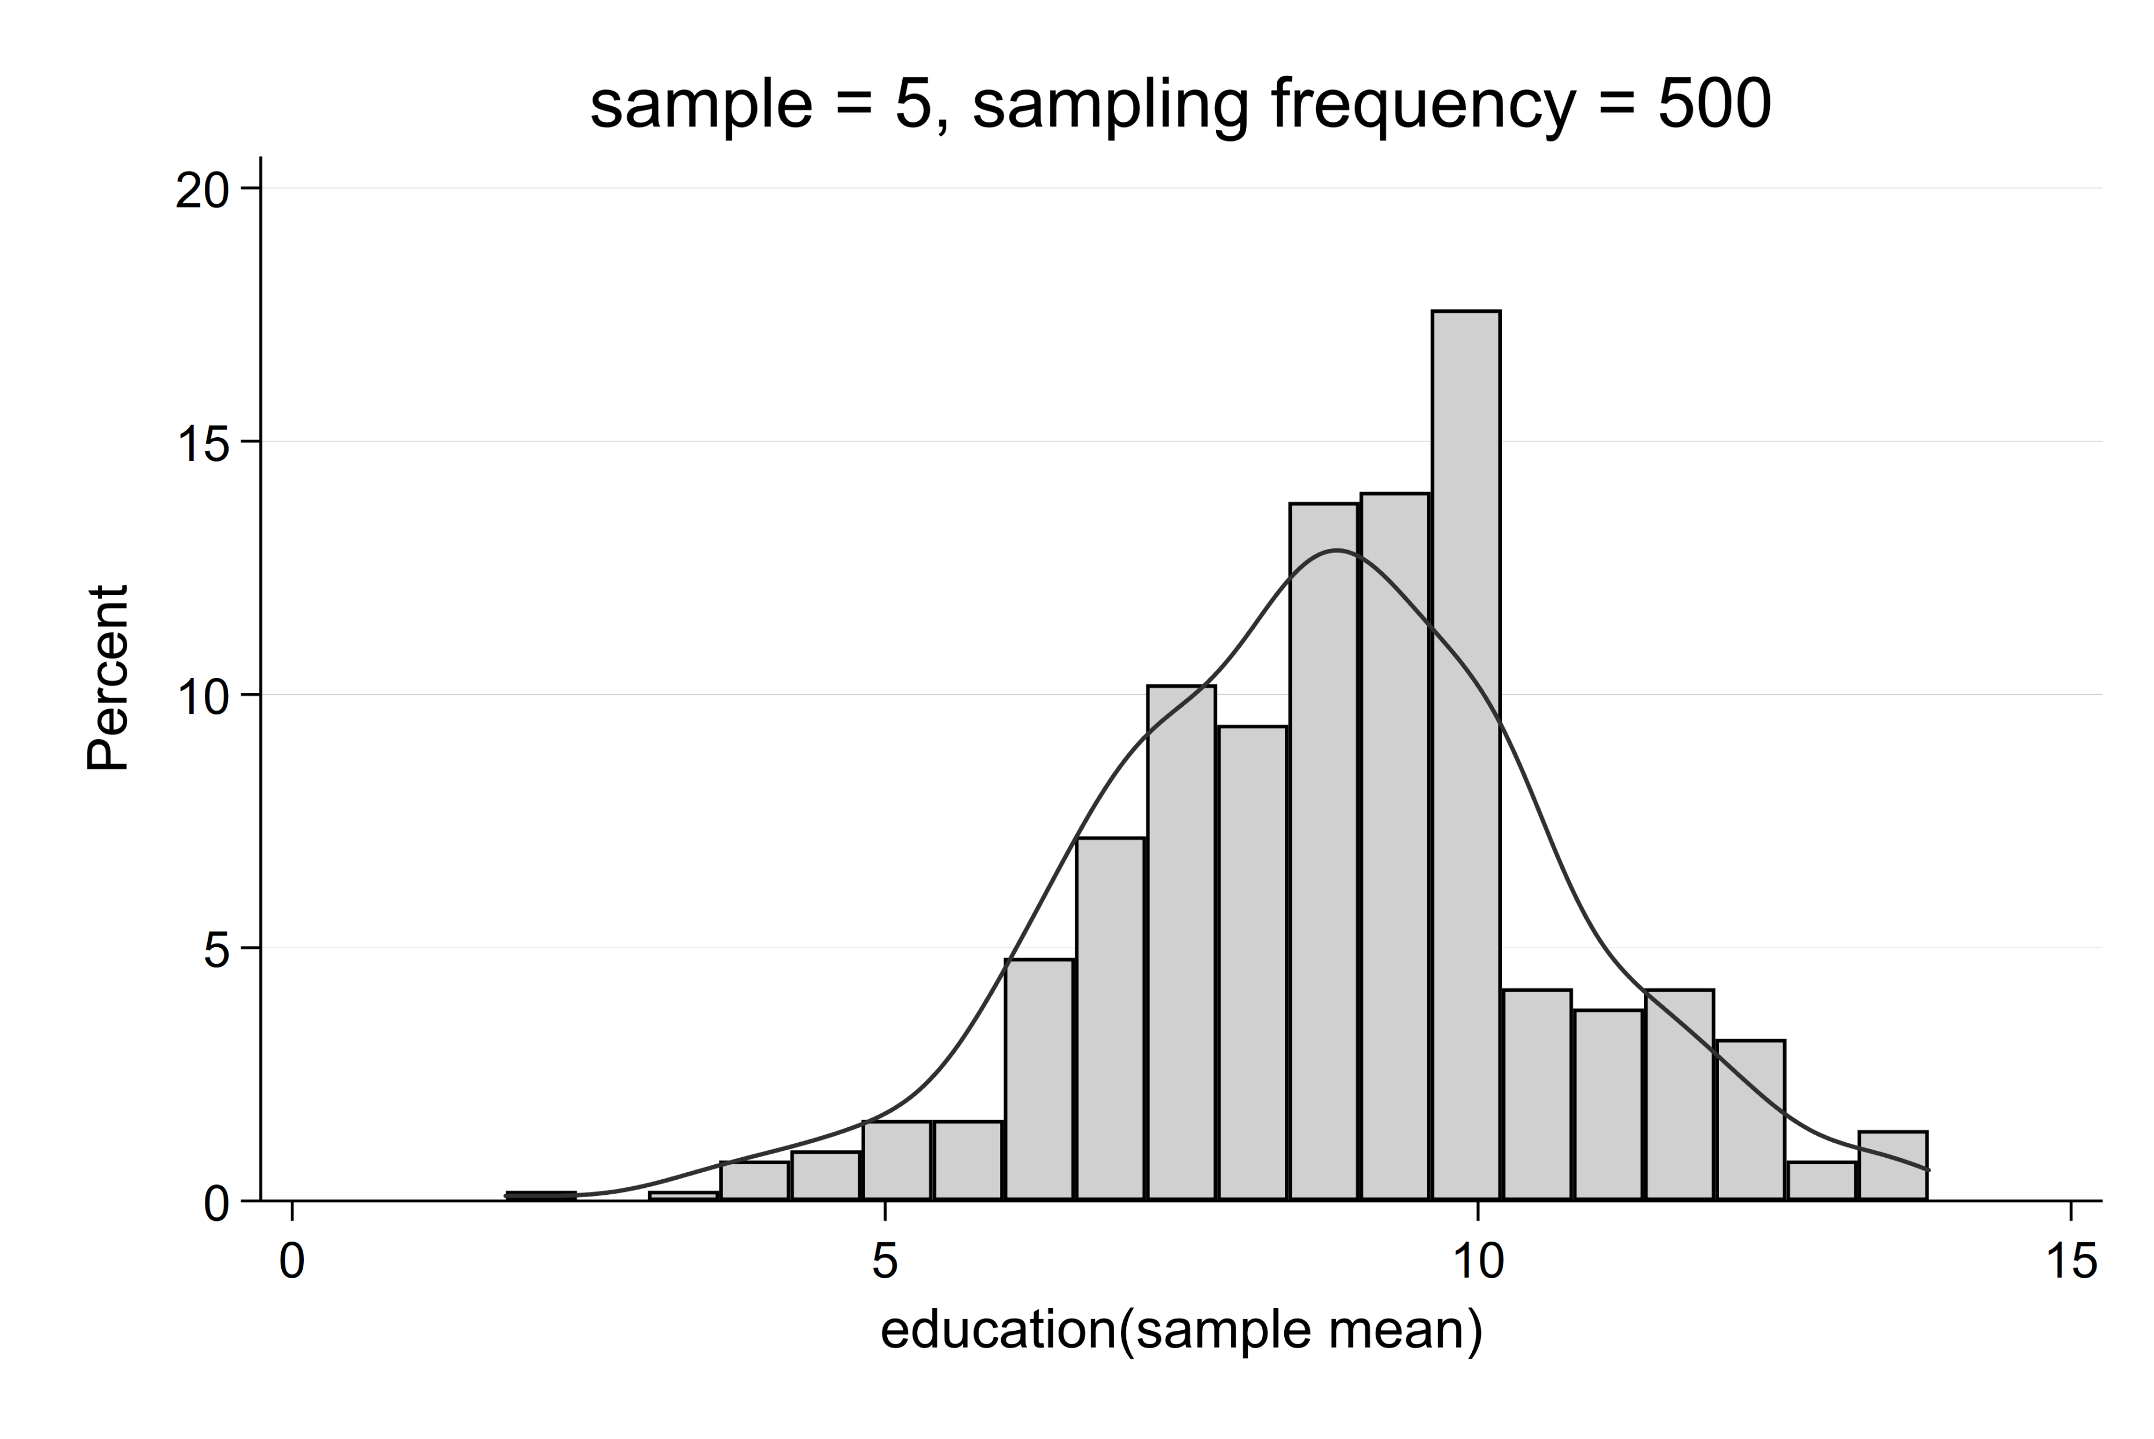 sample = 5, sampling frequency = 500
20
15
10
5
0
Percent
0 5 10 15
education(sample mean)